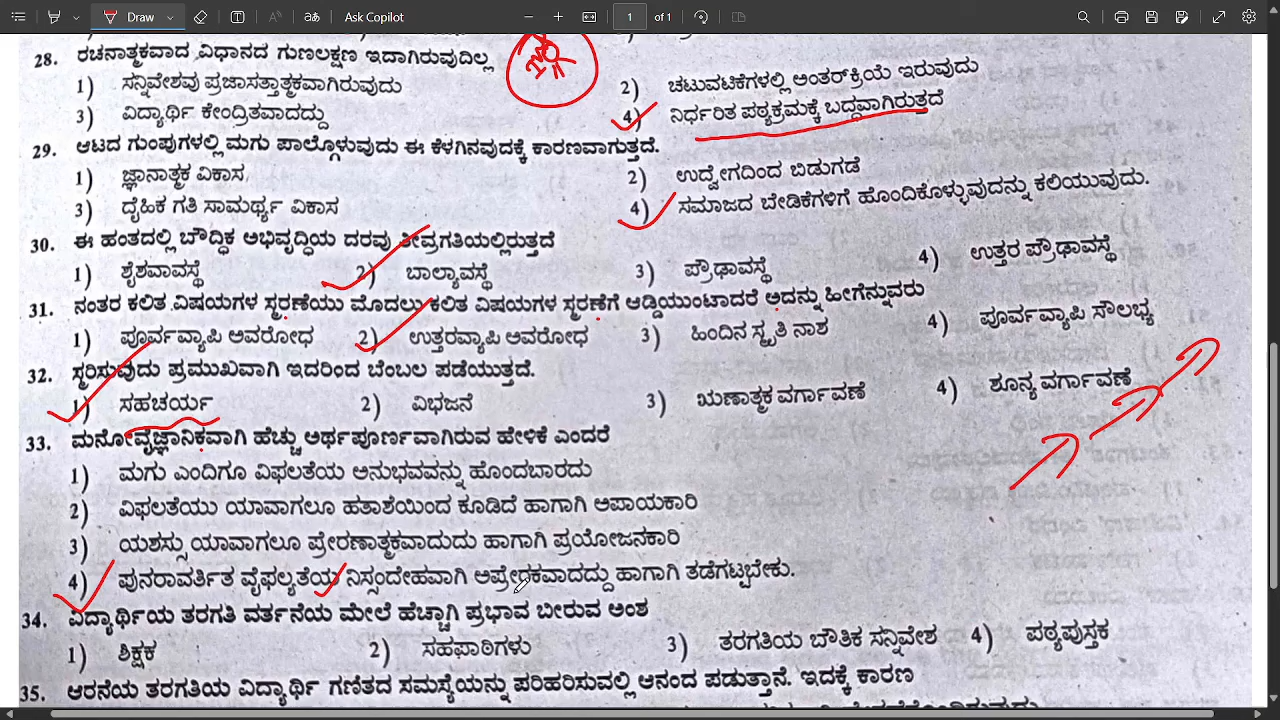 Draw
Ask Copilot
1 of 1
28. ರಚನಾತ್ಮಕವಾದ ವಿಧಾನದ ಗುಣಲಕ್ಷಣ ಇದಾಗಿರುವುದಿಲ್ಲ
1) ಸನ್ನಿವೇಶವು ಪ್ರಜಾಸತ್ತಾತ್ಮಕವಾಗಿರುವುದು 2) ಚಟುವಟಿಕೆಗಳಲ್ಲಿ ಅಂತರ್‌ಕ್ರಿಯೆ ಇರುವುದು
3) ವಿದ್ಯಾರ್ಥಿ ಕೇಂದ್ರಿತವಾದದ್ದು 4) ನಿರ್ಧರಿತ ಪಠ್ಯಕ್ರಮಕ್ಕೆ ಬದ್ಧವಾಗಿರುತ್ತದೆ
29. ಆಟದ ಗುಂಪುಗಳಲ್ಲಿ ಮಗು ಪಾಲ್ಗೊಳ್ಳುವುದು ಈ ಕೆಳಗಿನವುದಕ್ಕೆ ಕಾರಣವಾಗುತ್ತದೆ.
1) ಜ್ಞಾನಾತ್ಮಕ ವಿಕಾಸ 2) ಉದ್ವೇಗದಿಂದ ಬಿಡುಗಡೆ
3) ದೈಹಿಕ ಗತಿ ಸಾಮರ್ಥ್ಯ ವಿಕಾಸ 4) ಸಮಾಜದ ಬೇಡಿಕೆಗಳಿಗೆ ಹೊಂದಿಕೊಳ್ಳುವುದನ್ನು ಕಲಿಯುವುದು.
30. ಈ ಹಂತದಲ್ಲಿ ಬೌದ್ಧಿಕ ಅಭಿವೃದ್ಧಿಯ ದರವು ತೀವ್ರಗತಿಯಲ್ಲಿರುತ್ತದೆ
1) ಶೈಶವಾವಸ್ಥೆ 2) ಬಾಲ್ಯಾವಸ್ಥೆ 3) ಪ್ರೌಢಾವಸ್ಥೆ 4) ಉತ್ತರ ಪ್ರೌಢಾವಸ್ಥೆ
31. ನಂತರ ಕಲಿತ ವಿಷಯಗಳ ಸ್ಮರಣೆಯು ಮೊದಲು ಕಲಿತ ವಿಷಯಗಳ ಸ್ಮರಣೆಗೆ ಆಡ್ಡಿಯುಂಟಾದರೆ ಅದನ್ನು ಹೀಗೆನ್ನುವರು
1) ಪೂರ್ವವ್ಯಾಪಿ ಅವರೋಧ 2) ಉತ್ತರವ್ಯಾಪಿ ಅವರೋಧ 3) ಹಿಂದಿನ ಸ್ಮೃತಿ ನಾಶ 4) ಪೂರ್ವವ್ಯಾಪಿ ಸೌಲಭ್ಯ
32. ಸ್ಮರಿಸುವುದು ಪ್ರಮುಖವಾಗಿ ಇದರಿಂದ ಬೆಂಬಲ ಪಡೆಯುತ್ತದೆ.
1) ಸಹಚರ್ಯ 2) ವಿಭಜನೆ 3) ಋಣಾತ್ಮಕ ವರ್ಗಾವಣೆ 4) ಶೂನ್ಯ ವರ್ಗಾವಣೆ
33. ಮನೋವೈಜ್ಞಾನಿಕವಾಗಿ ಹೆಚ್ಚು ಅರ್ಥಪೂರ್ಣವಾಗಿರುವ ಹೇಳಿಕೆ ಎಂದರೆ
1) ಮಗು ಎಂದಿಗೂ ವಿಫಲತೆಯ ಅನುಭವವನ್ನು ಹೊಂದಬಾರದು
2) ವಿಫಲತೆಯು ಯಾವಾಗಲೂ ಹತಾಶೆಯಿಂದ ಕೂಡಿದೆ ಹಾಗಾಗಿ ಅಪಾಯಕಾರಿ
3) ಯಶಸ್ಸು ಯಾವಾಗಲೂ ಪ್ರೇರಣಾತ್ಮಕವಾದುದು ಹಾಗಾಗಿ ಪ್ರಯೋಜನಕಾರಿ
4) ಪುನರಾವರ್ತಿತ ವೈಫಲ್ಯತೆಯು ನಿಸ್ಸಂದೇಹವಾಗಿ ಅಪ್ರೇರಕವಾದದ್ದು ಹಾಗಾಗಿ ತಡೆಗಟ್ಟಬೇಕು.
34. ವಿದ್ಯಾರ್ಥಿಯ ತರಗತಿ ವರ್ತನೆಯ ಮೇಲೆ ಹೆಚ್ಚಾಗಿ ಪ್ರಭಾವ ಬೀರುವ ಅಂಶ
1) ಶಿಕ್ಷಕ 2) ಸಹಪಾಠಿಗಳು 3) ತರಗತಿಯ ಬೌತಿಕ ಸನ್ನಿವೇಶ 4) ಪಠ್ಯಪುಸ್ತಕ
35. ಆರನೆಯ ತರಗತಿಯ ವಿದ್ಯಾರ್ಥಿ ಗಣಿತದ ಸಮಸ್ಯೆಯನ್ನು ಪರಿಹರಿಸುವಲ್ಲಿ ಆನಂದ ಪಡುತ್ತಾನೆ. ಇದಕ್ಕೆ ಕಾರಣ